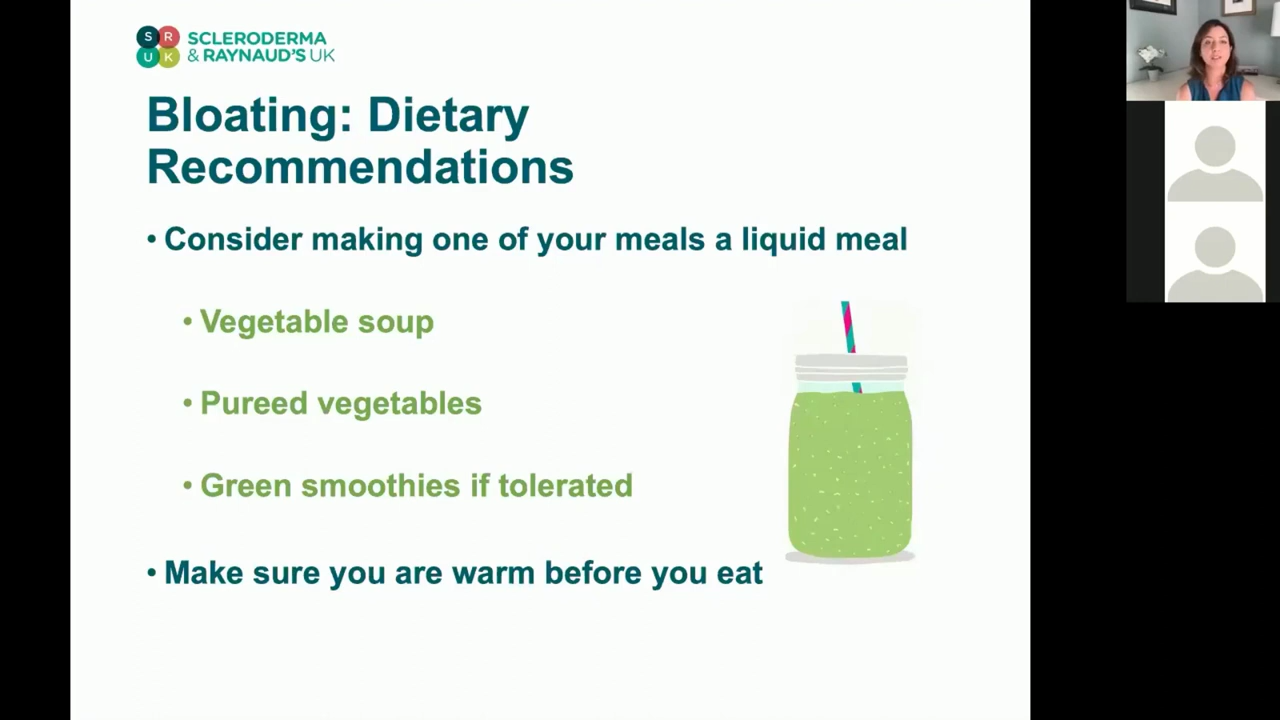 S R
U K
SCLERODERMA
& RAYNAUD'S UK
Bloating: Dietary
Recommendations
• Consider making one of your meals a liquid meal
• Vegetable soup
• Pureed vegetables
• Green smoothies if tolerated
• Make sure you are warm before you eat